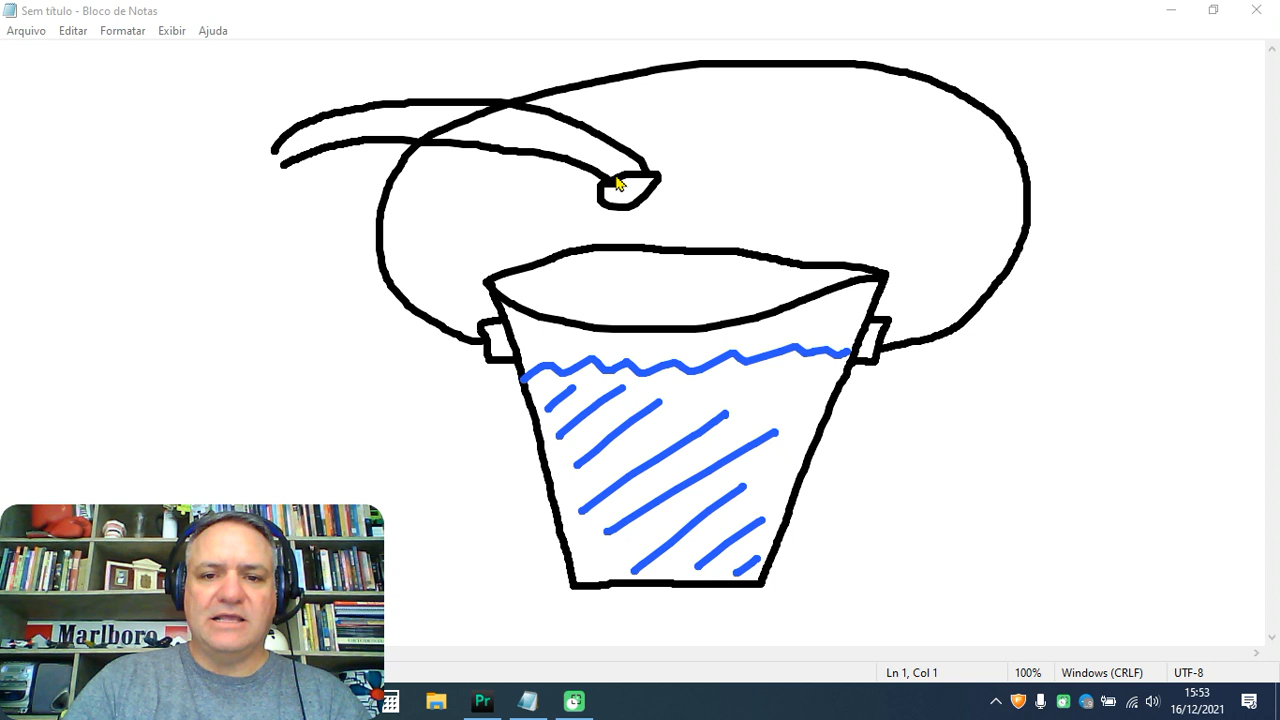 Sem título - Bloco de Notas
Arquivo Editar Formatar Exibir Ajuda
Marlboro
Ln 1, Col 1 100% Windows (CRLF) UTF-8
Pr
15:53
16/12/2021